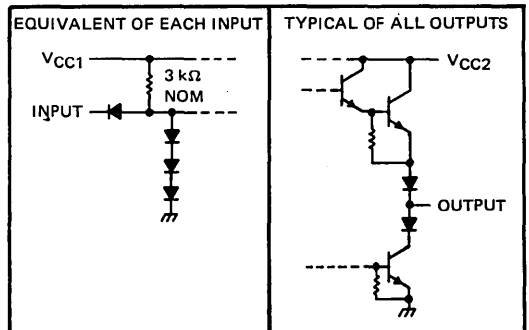 EQUIVALENT OF EACH INPUT
VCC1
3 kΩ
NOM
INPUT
TYPICAL OF ALL OUTPUTS
VCC2
OUTPUT